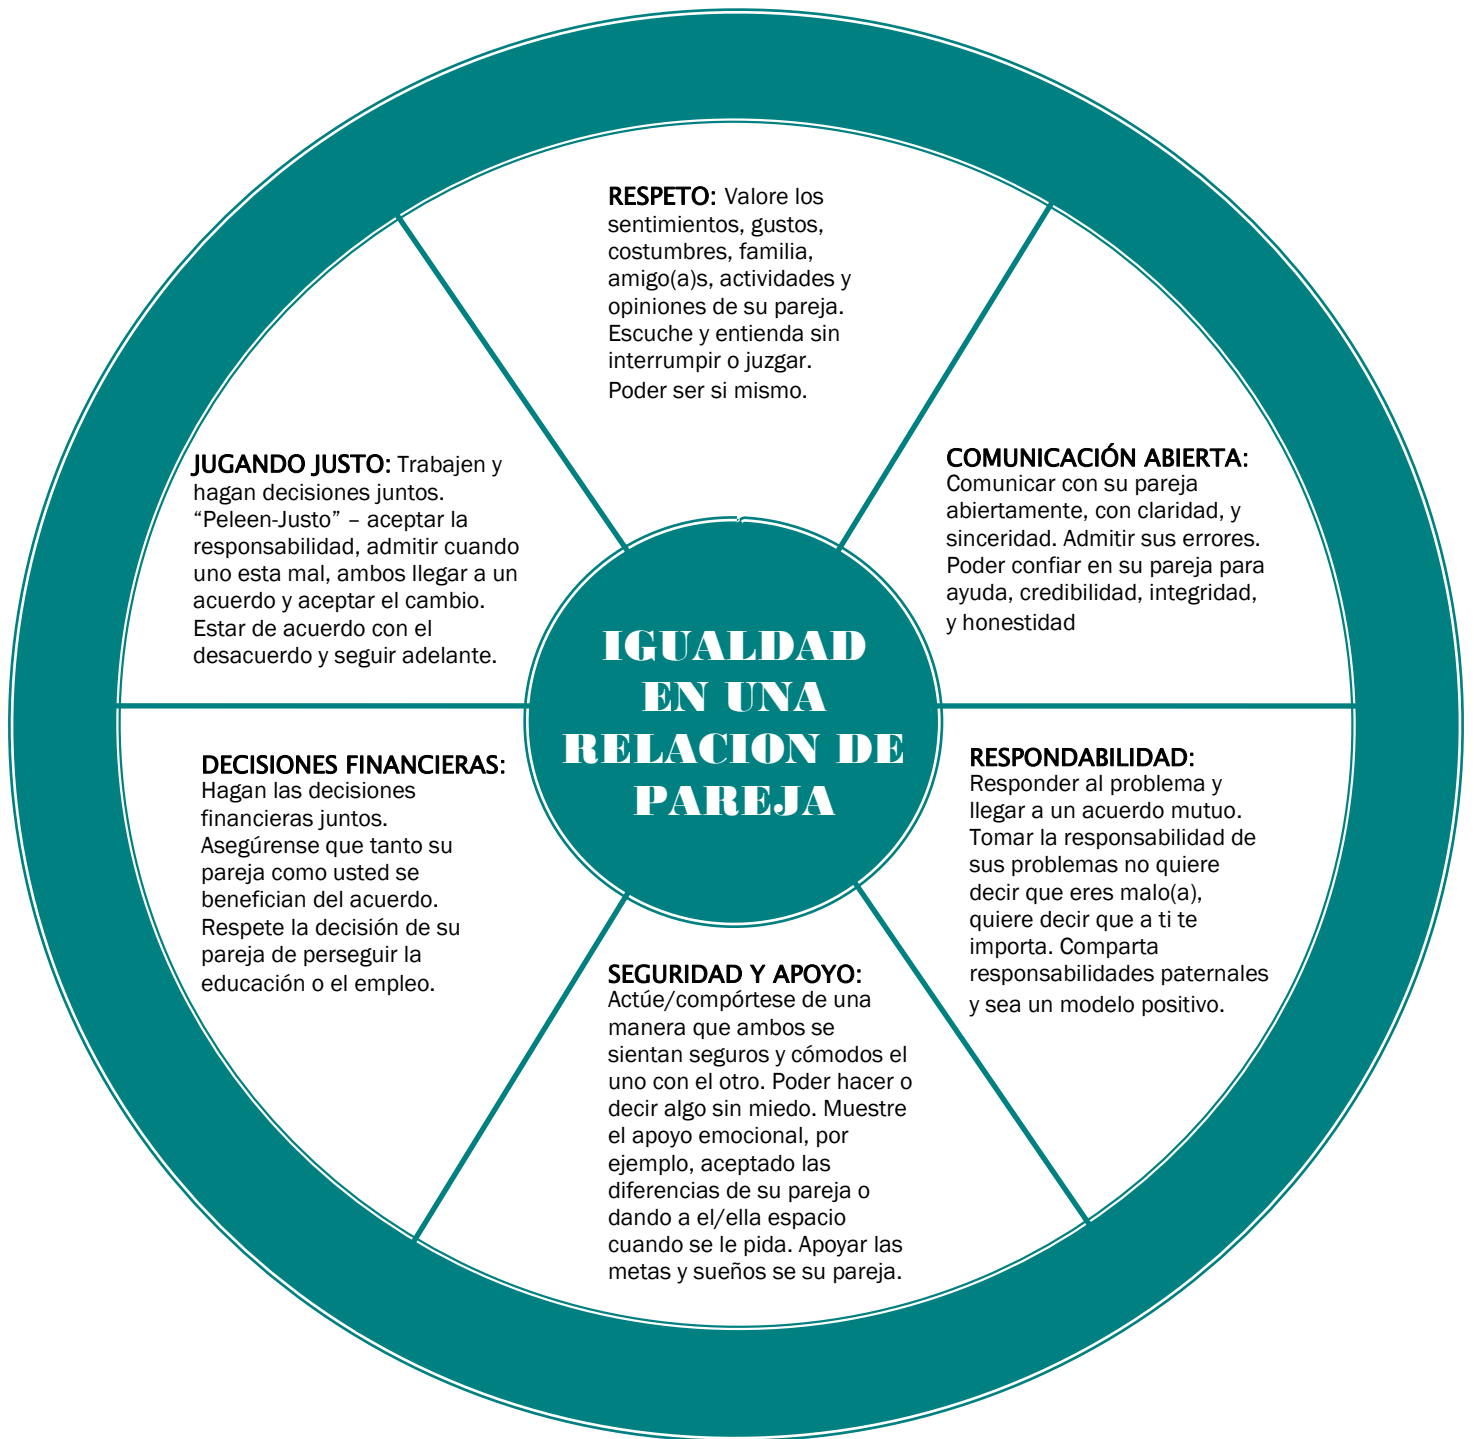 RESPETO: Valore los
sentimientos, gustos,
costumbres, familia,
amigo(a)s, actividades y
opiniones de su pareja.
Escuche y entienda sin
interrumpir o juzgar.
Poder ser si mismo.
COMUNICACIÓN ABIERTA:
Comunicar con su pareja
abiertamente, con claridad, y
sinceridad. Admitir sus errores.
Poder confiar en su pareja para
ayuda, credibilidad, integridad,
y honestidad
RESPONDABILIDAD:
Responder al problema y
llegar a un acuerdo mutuo.
Tomar la responsabilidad de
sus problemas no quiere
decir que eres malo(a),
quiere decir que a ti te
importa. Comparta
responsabilidades paternales
y sea un modelo positivo.
SEGURIDAD Y APOYO:
Actúe/compórtese de una
manera que ambos se
sientan seguros y cómodos el
uno con el otro. Poder hacer o
decir algo sin miedo. Muestre
el apoyo emocional, por
ejemplo, aceptado las
diferencias de su pareja o
dando a el/ella espacio
cuando se le pida. Apoyar las
metas y sueños se su pareja.
DECISIONES FINANCIERAS:
Hagan las decisiones
financieras juntos.
Asegúrense que tanto su
pareja como usted se
benefician del acuerdo.
Respete la decisión de su
pareja de perseguir la
educación o el empleo.
JUGANDO JUSTO: Trabajen y
hagan decisiones juntos.
“Peleen-Justo” – aceptar la
responsabilidad, admitir cuando
uno esta mal, ambos llegar a un
acuerdo y aceptar el cambio.
Estar de acuerdo con el
desacuerdo y seguir adelante.
IGUALDAD
EN UNA
RELACION DE
PAREJA